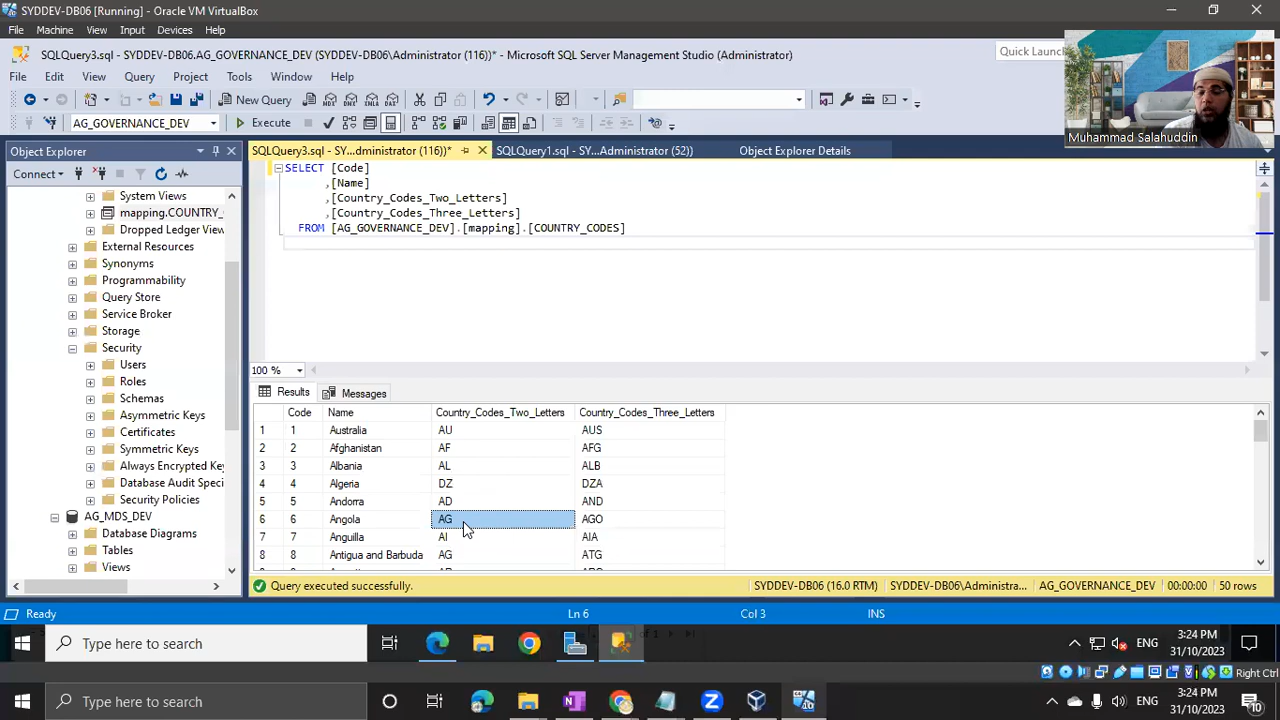 SYDDEV-DB06 [Running] - Oracle VM VirtualBox
File Machine View Input Devices Help
SQLQuery3.sql - SYDDEV-DB06.AG_GOVERNANCE_DEV (SYDDEV-DB06\Administrator (116))* - Microsoft SQL Server Management Studio (Administrator)
Quick Launch
File Edit View Query Project Tools Window Help
New Query
AG_GOVERNANCE_DEV
Execute
Muhammad Salahuddin
Object Explorer
SQLQuery3.sql - SY...dministrator (116))*
SQLQuery1.sql - SY...Administrator (52))
Object Explorer Details
Connect
System Views
mapping.COUNTRY_
Dropped Ledger View
External Resources
Synonyms
Programmability
Query Store
Service Broker
Storage
Security
Users
Roles
Schemas
Asymmetric Keys
Certificates
Symmetric Keys
Always Encrypted Key
Database Audit Speci
Security Policies
AG_MDS_DEV
Database Diagrams
Tables
Views
SELECT [Code]
,[Name]
,[Country_Codes_Two_Letters]
,[Country_Codes_Three_Letters]
FROM [AG_GOVERNANCE_DEV].[mapping].[COUNTRY_CODES]
100 %
Results Messages
Code Name Country_Codes_Two_Letters Country_Codes_Three_Letters
1 1 Australia AU AUS
2 2 Afghanistan AF AFG
3 3 Albania AL ALB
4 4 Algeria DZ DZA
5 5 Andorra AD AND
6 6 Angola AG AGO
7 7 Anguilla AI AIA
8 8 Antigua and Barbuda AG ATG
Query executed successfully.
SYDDEV-DB06 (16.0 RTM)
SYDDEV-DB06\Administra...
AG_GOVERNANCE_DEV
00:00:00
50 rows
Ready
Ln 6
Col 3
INS
Type here to search
of 1
ENG
3:24 PM
31/10/2023
Right Ctrl
Type here to search
ENG
3:24 PM
31/10/2023
10